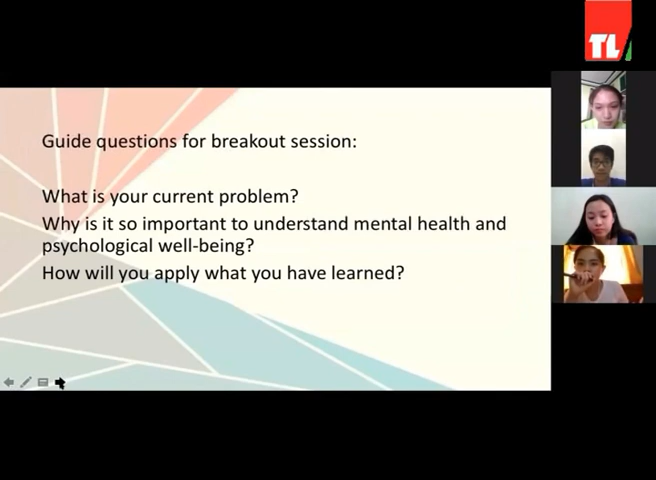 TL
Guide questions for breakout session:
What is your current problem?
Why is it so important to understand mental health and
psychological well-being?
How will you apply what you have learned?